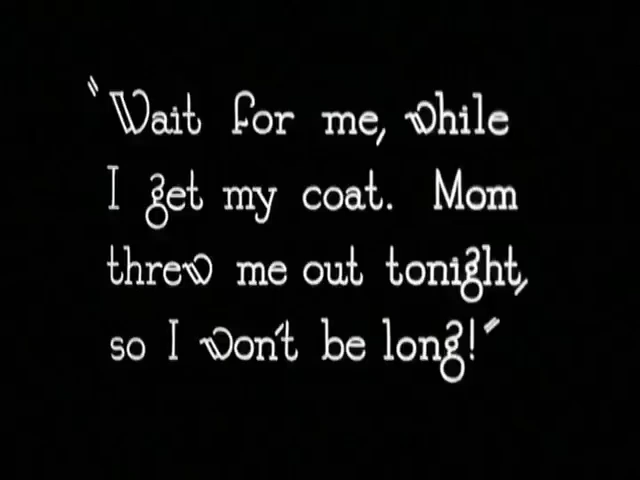 "Wait for me, while
I get my coat. Mom
threw me out tonight,
so I won't be long!"